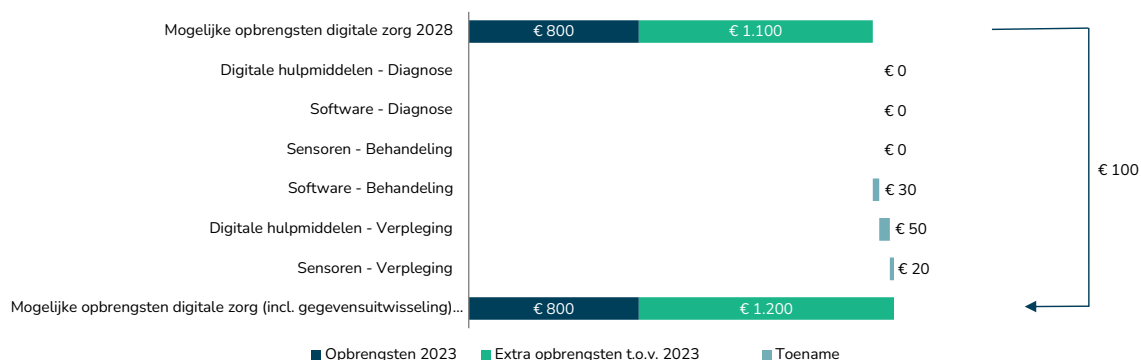 Mogelijke opbrengsten digitale zorg 2028 € 800 € 1.100
Digitale hulpmiddelen - Diagnose € 0
Software - Diagnose € 0
Sensoren - Behandeling € 0
€ 100
Software - Behandeling € 30
Digitale hulpmiddelen - Verpleging € 50
Sensoren - Verpleging € 20
Mogelijke opbrengsten digitale zorg (incl. gegevensuitwisseling)... € 800 € 1.200
Opbrengsten 2023 Extra opbrengsten t.o.v. 2023 Toename